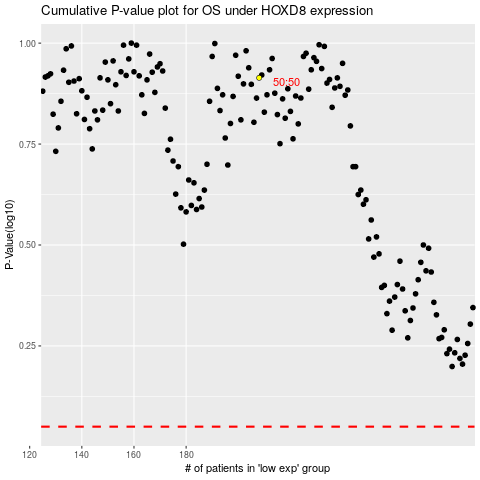 Cumulative P-value plot for OS under HOXD8 expression
P-Value(log10)
1.00
0.75
0.50
0.25
50:50
120 140 160 180
# of patients in 'low exp' group